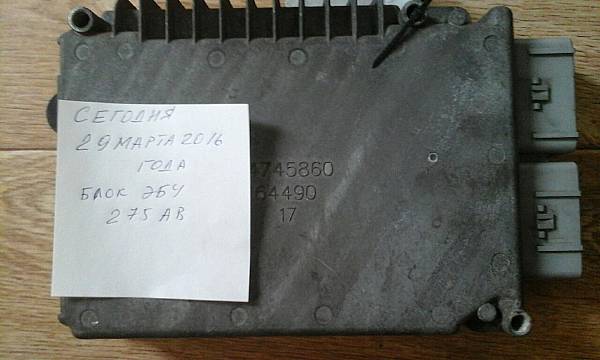 СЕГОДНЯ
29 МАРТА 2016
ГОДА
БЛОК ЭБУ
275 АВ
4745860
64490
17